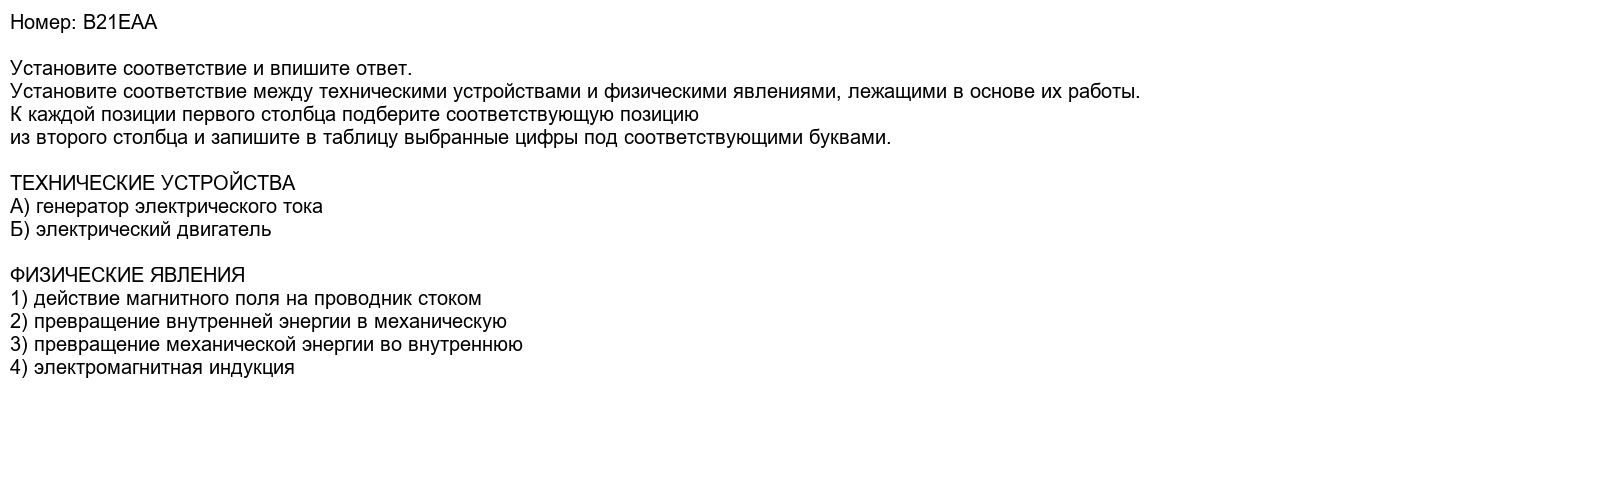 Номер: B21EAA
Установите соответствие и впишите ответ.
Установите соответствие между техническими устройствами и физическими явлениями, лежащими в основе их работы.
К каждой позиции первого столбца подберите соответствующую позицию
из второго столбца и запишите в таблицу выбранные цифры под соответствующими буквами.
ТЕХНИЧЕСКИЕ УСТРОЙСТВА
А) генератор электрического тока
Б) электрический двигатель
ФИЗИЧЕСКИЕ ЯВЛЕНИЯ
1) действие магнитного поля на проводник стоком
2) превращение внутренней энергии в механическую
3) превращение механической энергии во внутреннюю
4) электромагнитная индукция